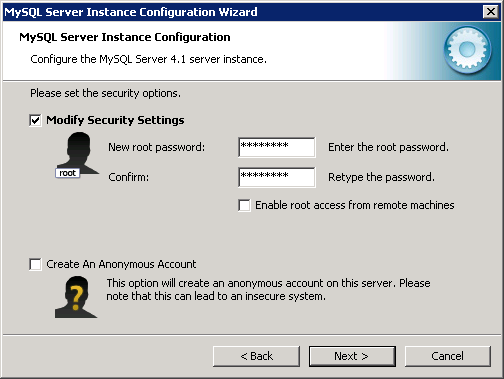 MySQL Server Instance Configuration Wizard
MySQL Server Instance Configuration
Configure the MySQL Server 4.1 server instance.
Please set the security options.
Modify Security Settings
New root password: ******** Enter the root password.
root
Confirm: ******** Retype the password.
Enable root access from remote machines
Create An Anonymous Account
This option will create an anonymous account on this server. Please
note that this can lead to an insecure system.
< Back Next > Cancel